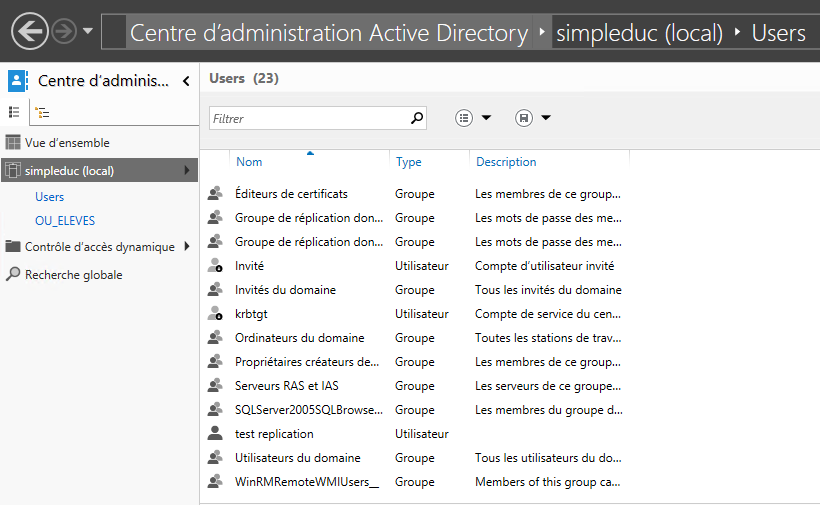 Centre d'administration Active Directory ▸ simpleduc (local) ▸ Users
Centre d'adminis...
Users (23)
Filtrer
Vue d'ensemble
simpleduc (local)
Users
OU_ELEVES
Contrôle d'accès dynamique
Recherche globale
Nom Type Description
Éditeurs de certificats Groupe Les membres de ce group...
Groupe de réplication don... Groupe Les mots de passe des me...
Groupe de réplication don... Groupe Les mots de passe des me...
Invité Utilisateur Compte d'utilisateur invité
Invités du domaine Groupe Tous les invités du domaine
krbtgt Utilisateur Compte de service du cen...
Ordinateurs du domaine Groupe Toutes les stations de trav...
Propriétaires créateurs de... Groupe Les membres de ce group...
Serveurs RAS et IAS Groupe Les serveurs de ce groupe...
SQLServer2005SQLBrowse... Groupe Les membres du groupe d...
test replication Utilisateur
Utilisateurs du domaine Groupe Tous les utilisateurs du do...
WinRMRemoteWMIUsers__ Groupe Members of this group ca...